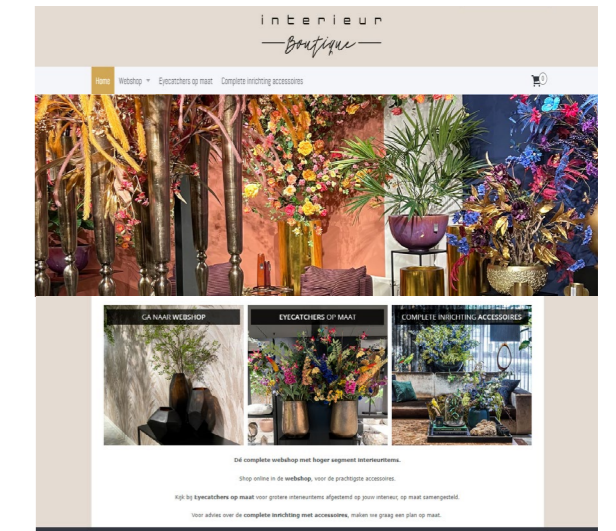 interieur
Boutique
Home Webshop Eyecatchers op maat Complete inrichting accessoires 0
GA NAAR WEBSHOP EYECATCHERS OP MAAT COMPLETE INRICHTING ACCESSOIRES
Dé complete webshop met hoger segment interieuritems.
Shop online in de webshop, voor de prachtigste accessoires.
Kijk bij Eyecatchers op maat voor grotere interieuritems afgestemd op jouw interieur, op maat samengesteld.
Voor advies over de complete inrichting met accessoires, maken we graag een plan op maat.